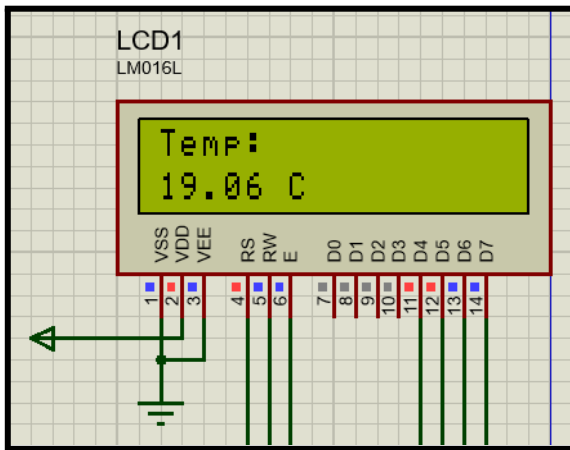 LCD1
LM016L
Temp:
19.06 C
VSS VDD VEE RS RW E D0 D1 D2 D3 D4 D5 D6 D7
1 2 3 4 5 6 7 8 9 10 11 12 13 14